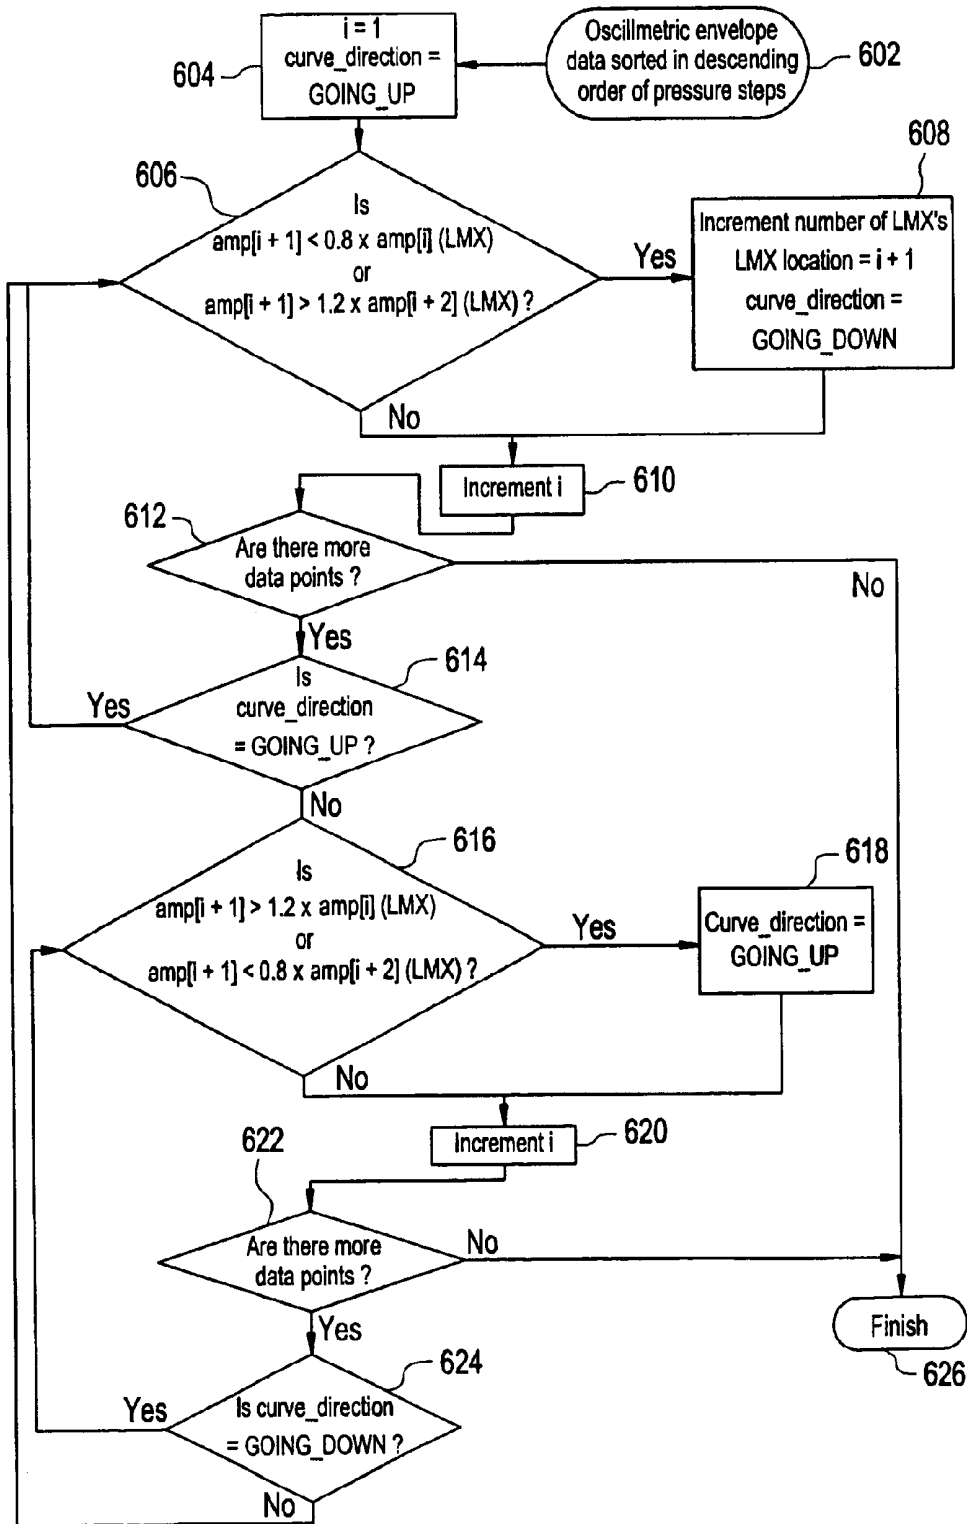 i = 1
curve_direction =
GOING_UP
604
Oscillmetric envelope
data sorted in descending
order of pressure steps
602
606
Is
amp[i + 1] < 0.8 x amp[i] (LMX)
or
amp[i + 1] > 1.2 x amp[i + 2] (LMX) ?
Yes
608
Increment number of LMX's
LMX location = i + 1
curve_direction =
GOING_DOWN
No
Increment i
610
612
Are there more
data points ?
No
Yes
614
Is
curve_direction
= GOING_UP ?
Yes
No
616
Is
amp[i + 1] > 1.2 x amp[i] (LMX)
or
amp[i + 1] < 0.8 x amp[i + 2] (LMX) ?
Yes
618
Curve_direction =
GOING_UP
No
Increment i
620
622
Are there more
data points ?
No
Yes
Finish
626
624
Is curve_direction
= GOING_DOWN ?
Yes
No